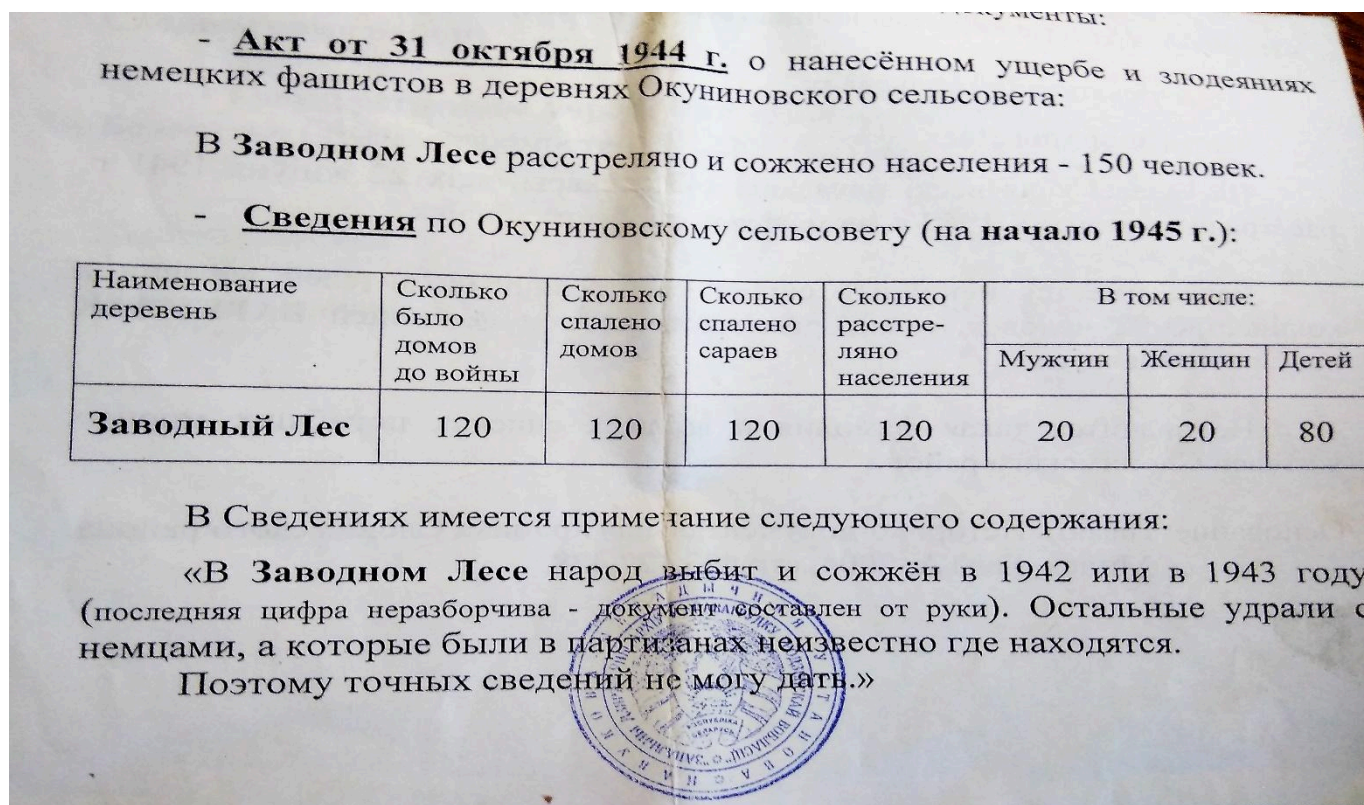 документы:
- Акт от 31 октября 1944 г. о нанесённом ущербе и злодеяниях
немецких фашистов в деревнях Окуниновского сельсовета:
В Заводном Лесе расстреляно и сожжено населения - 150 человек.
- Сведения по Окуниновскому сельсовету (на начало 1945 г.):
Наименование
деревень
Сколько
было
домов
до войны
Сколько
спалено
домов
Сколько
спалено
сараев
Сколько
расстре-
ляно
населения
В том числе:
Мужчин Женщин Детей
Заводный Лес 120 120 120 120 20 20 80
В Сведениях имеется примечание следующего содержания:
«В Заводном Лесе народ выбит и сожжён в 1942 или в 1943 году
(последняя цифра неразборчива - документ составлен от руки). Остальные удрали с
немцами, а которые были в партизанах неизвестно где находятся.
Поэтому точных сведений не могу дать.»
РЭСПУБЛІКА
БЕЛАРУСЬ